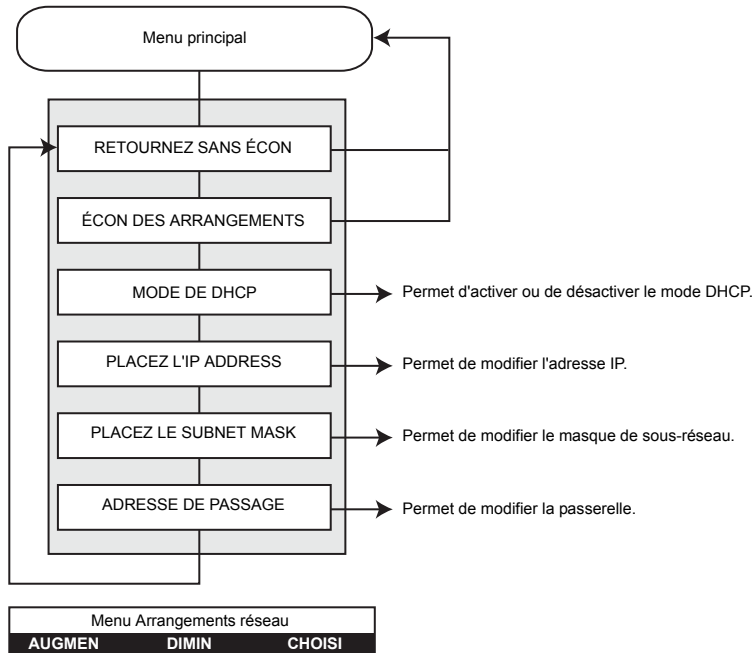 Menu principal
RETOURNEZ SANS ÉCON
ÉCON DES ARRANGEMENTS
MODE DE DHCP
Permet d'activer ou de désactiver le mode DHCP.
PLACEZ L'IP ADDRESS
Permet de modifier l'adresse IP.
PLACEZ LE SUBNET MASK
Permet de modifier le masque de sous-réseau.
ADRESSE DE PASSAGE
Permet de modifier la passerelle.
Menu Arrangements réseau
AUGMEN DIMIN CHOISI